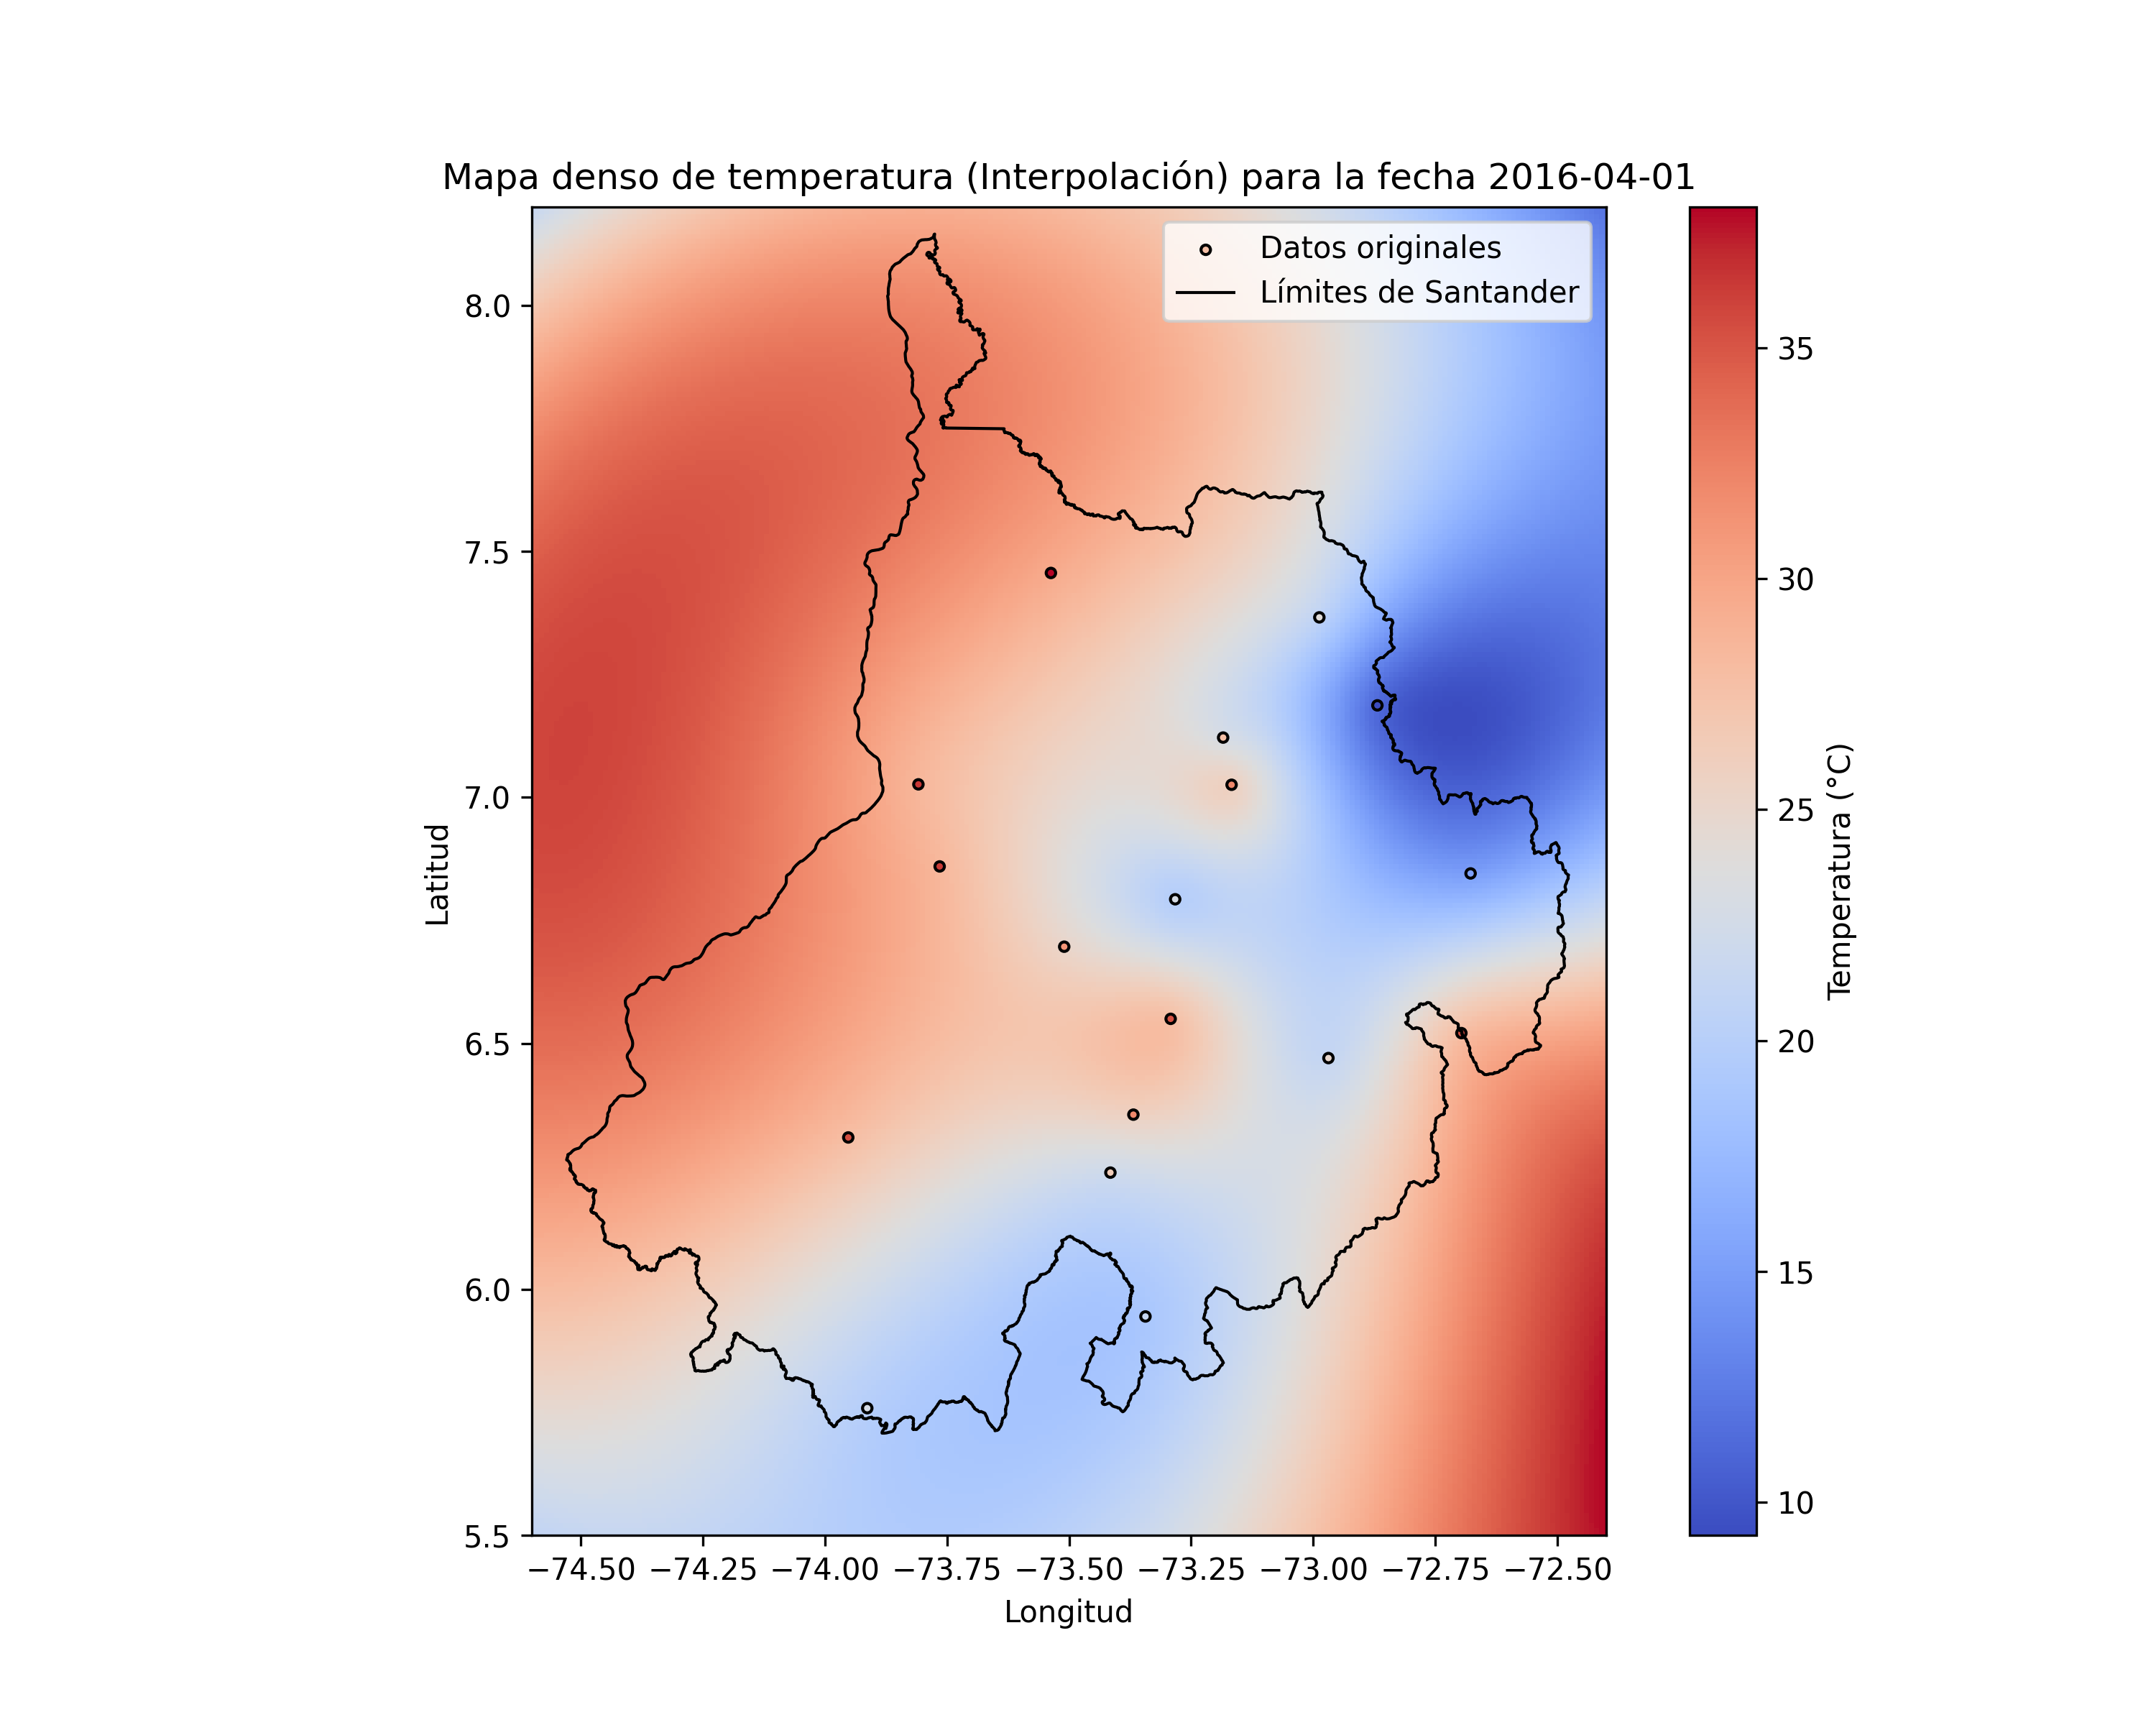 Mapa denso de temperatura (Interpolación) para la fecha 2016-04-01
Datos originales
Límites de Santander
8.0
7.5
7.0
6.5
6.0
5.5
Latitud
−74.50 −74.25 −74.00 −73.75 −73.50 −73.25 −73.00 −72.75 −72.50
Longitud
35
30
25
20
15
10
Temperatura (°C)